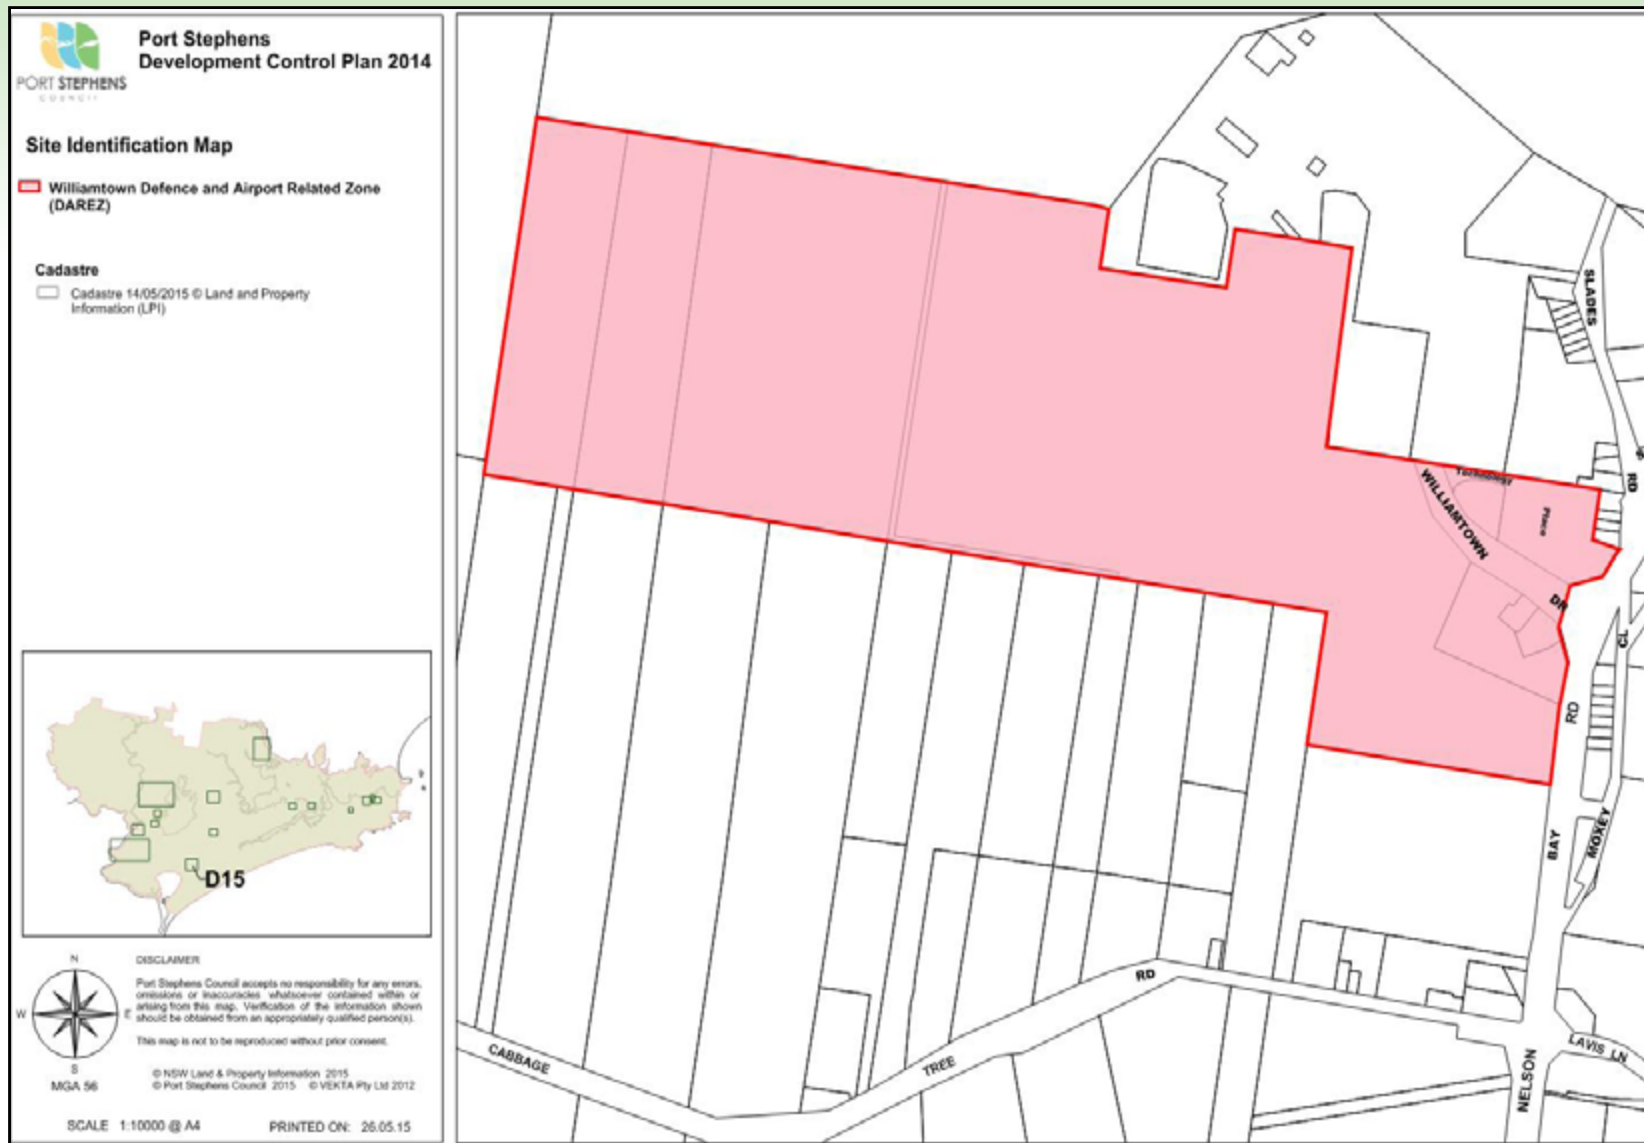 PORT STEPHENS
COUNCIL
Port Stephens
Development Control Plan 2014
Site Identification Map
Williamtown Defence and Airport Related Zone
(DAREZ)
Cadastre
Cadastre 14/05/2015 © Land and Property
Information (LPI)
D15
N
W
E
S
MGA 56
DISCLAIMER
Port Stephens Council accepts no responsibility for any errors,
omissions or inaccuracies whatsoever contained within or
arising from this map. Verification of the information shown
should be obtained from an appropriately qualified person(s).
This map is not to be reproduced without prior consent.
© NSW Land & Property Information 2015
© Port Stephens Council 2015 © VEKTA Pty Ltd 2012
SCALE 1:10000 @ A4
PRINTED ON: 26.05.15
SLADES
RD
WILLIAMTOWN
DR
Technology
Place
CL
RD
MOXEY
BAY
RD
CABBAGE
TREE
LAVIS LN
NELSON